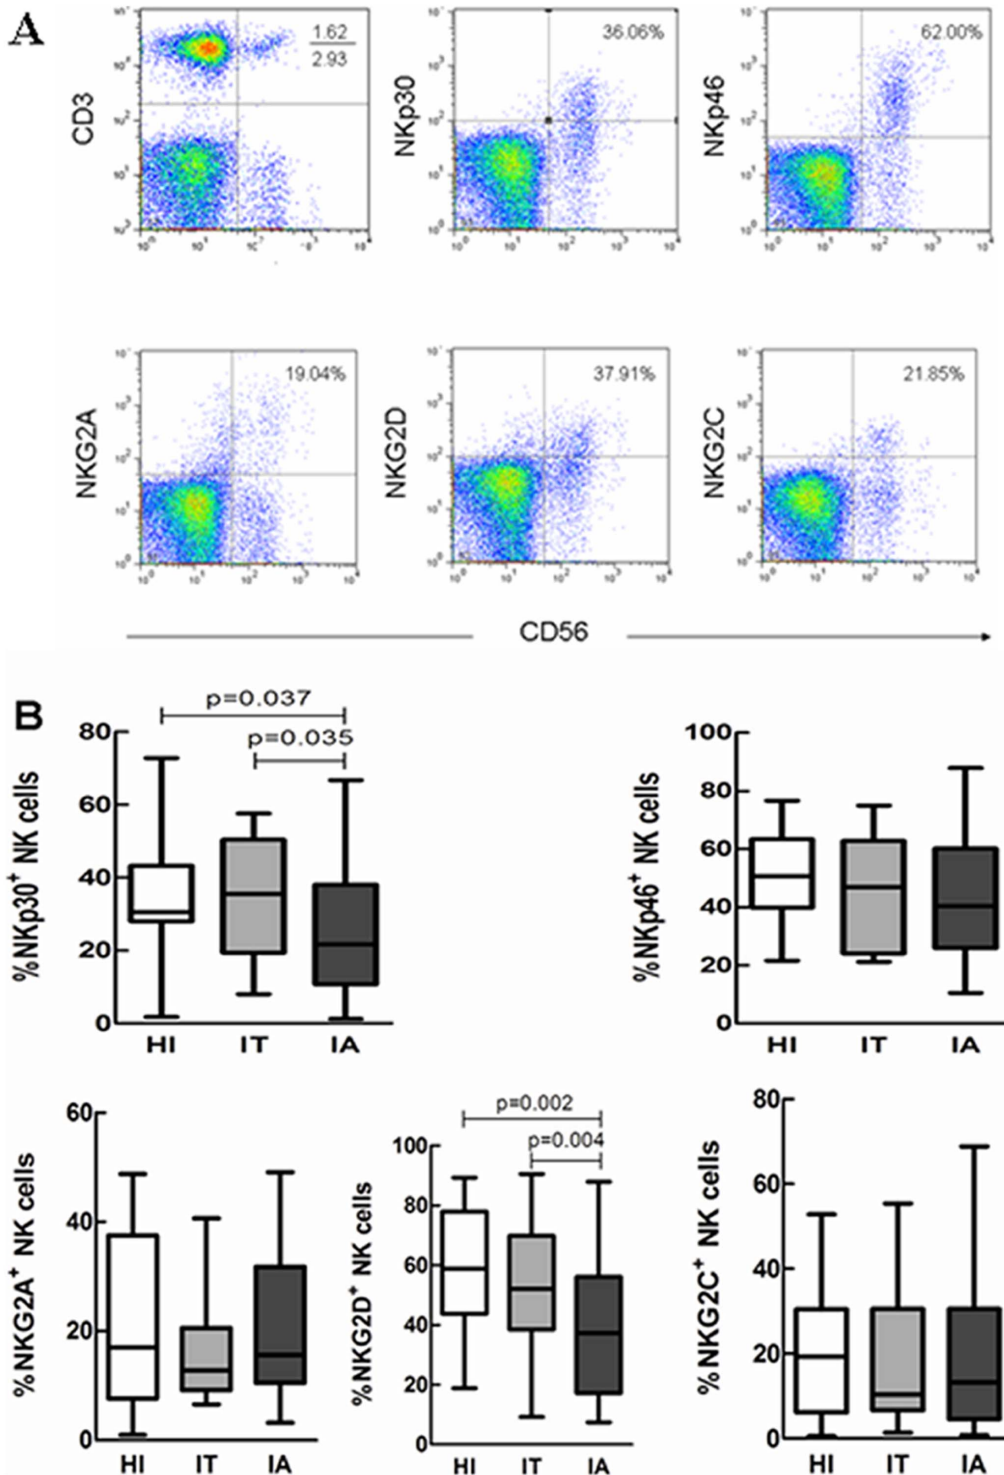 A
CD3
1.62
2.93
NKp30
36.06%
NKp46
62.00%
NKG2A
19.04%
NKG2D
37.91%
NKG2C
21.85%
CD56
B
%NKp30+ NK cells
p=0.037
p=0.035
80
60
40
20
0
HI IT IA
%NKp46+ NK cells
100
80
60
40
20
0
HI IT IA
%NKG2A+ NK cells
60
40
20
0
HI IT IA
%NKG2D+ NK cells
p=0.002
p=0.004
100
80
60
40
20
0
HI IT IA
%NKG2C+ NK cells
80
60
40
20
0
HI IT IA